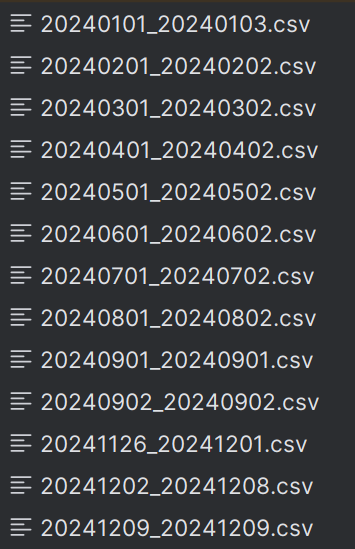 20240101_20240103.csv
20240201_20240202.csv
20240301_20240302.csv
20240401_20240402.csv
20240501_20240502.csv
20240601_20240602.csv
20240701_20240702.csv
20240801_20240802.csv
20240901_20240901.csv
20240902_20240902.csv
20241126_20241201.csv
20241202_20241208.csv
20241209_20241209.csv